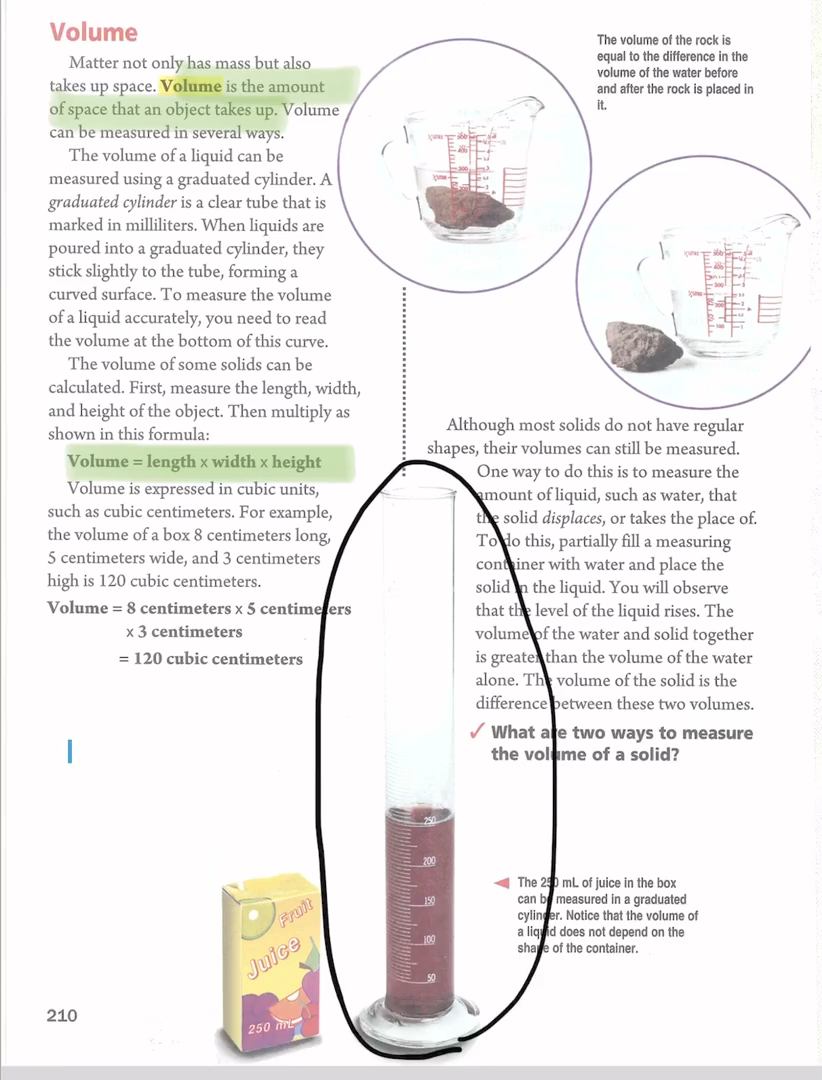 Volume
Matter not only has mass but also
takes up space. Volume is the amount
of space that an object takes up. Volume
can be measured in several ways.
The volume of a liquid can be
measured using a graduated cylinder. A
graduated cylinder is a clear tube that is
marked in milliliters. When liquids are
poured into a graduated cylinder, they
stick slightly to the tube, forming a
curved surface. To measure the volume
of a liquid accurately, you need to read
the volume at the bottom of this curve.
The volume of some solids can be
calculated. First, measure the length, width,
and height of the object. Then multiply as
shown in this formula:
Volume = length x width x height
Volume is expressed in cubic units,
such as cubic centimeters. For example,
the volume of a box 8 centimeters long,
5 centimeters wide, and 3 centimeters
high is 120 cubic centimeters.
Volume = 8 centimeters x 5 centimeters
x 3 centimeters
= 120 cubic centimeters
The volume of the rock is
equal to the difference in the
volume of the water before
and after the rock is placed in
it.
Although most solids do not have regular
shapes, their volumes can still be measured.
One way to do this is to measure the
amount of liquid, such as water, that
the solid displaces, or takes the place of.
To do this, partially fill a measuring
container with water and place the
solid in the liquid. You will observe
that the level of the liquid rises. The
volume of the water and solid together
is greater than the volume of the water
alone. The volume of the solid is the
difference between these two volumes.
✓ What are two ways to measure
the volume of a solid?
250
200
150
100
50
The 250 mL of juice in the box
can be measured in a graduated
cylinder. Notice that the volume of
a liquid does not depend on the
shape of the container.
Fruit
Juice
250 mL
210